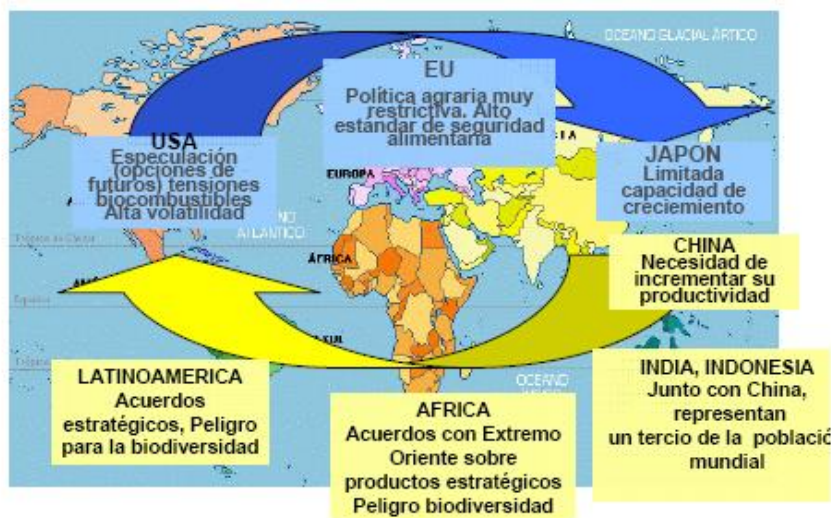 OCEANO GLACIAL ÁRTICO
EU
Política agraria muy
restrictiva. Alto
estándar de seguridad
alimentaria
USA
Especulación
(opciones de
futuros) tensiones
biocombustibles
Alta volatilidad
JAPON
Limitada
capacidad de
creciemiento
EUROPA
ATLÁNTICO
ÁFRICA
CHINA
Necesidad de
incrementar su
productividad
LATINOAMERICA
Acuerdos
estratégicos, Peligro
para la biodiversidad
OCEANO
AFRICA
Acuerdos con Extremo
Oriente sobre
productos estratégicos
Peligro biodiversidad
INDIA, INDONESIA
Junto con China,
representan
un tercio de la població
mundial